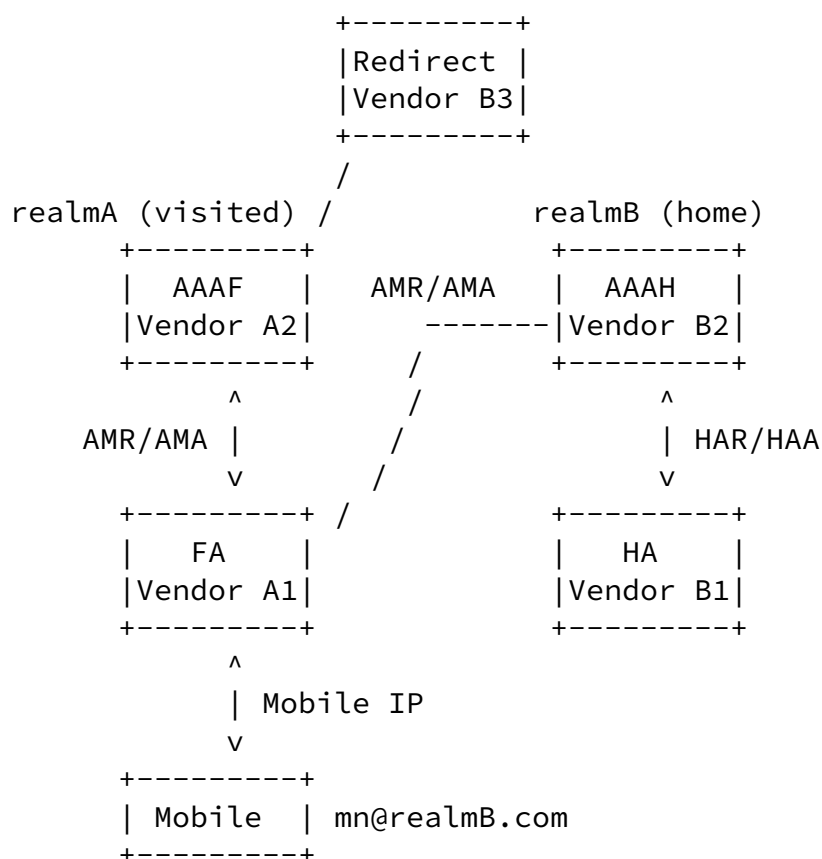 +---------+
|Redirect |
|Vendor B3|
+---------+
/
realmA (visited) / realmB (home)
+---------+ +---------+
| AAAF | AMR/AMA | AAAH |
|Vendor A2| -------|Vendor B2|
+---------+ / +---------+
^ / ^
AMR/AMA | / | HAR/HAA
v / v
+---------+ / +---------+
| FA | | HA |
|Vendor A1| |Vendor B1|
+---------+ +---------+
^
| Mobile IP
v
+---------+
| Mobile | mn@realmB.com
+---------+